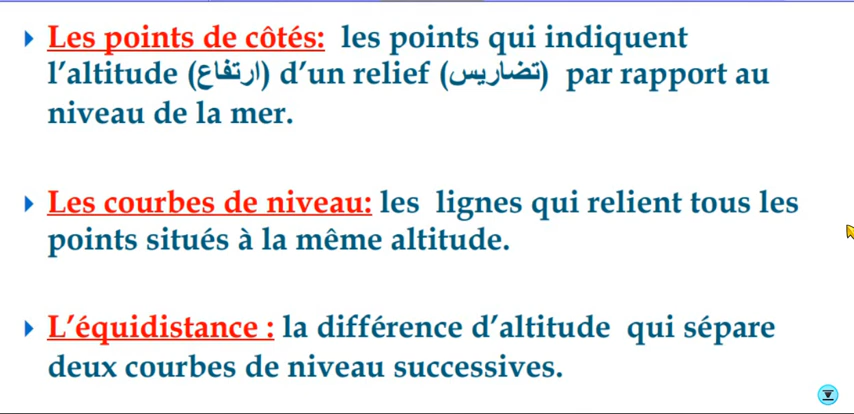 Les points de côtés: les points qui indiquent
l’altitude (ارتفاع) d’un relief (تضاريس) par rapport au
niveau de la mer.
Les courbes de niveau: les lignes qui relient tous les
points situés à la même altitude.
L’équidistance : la différence d’altitude qui sépare
deux courbes de niveau successives.